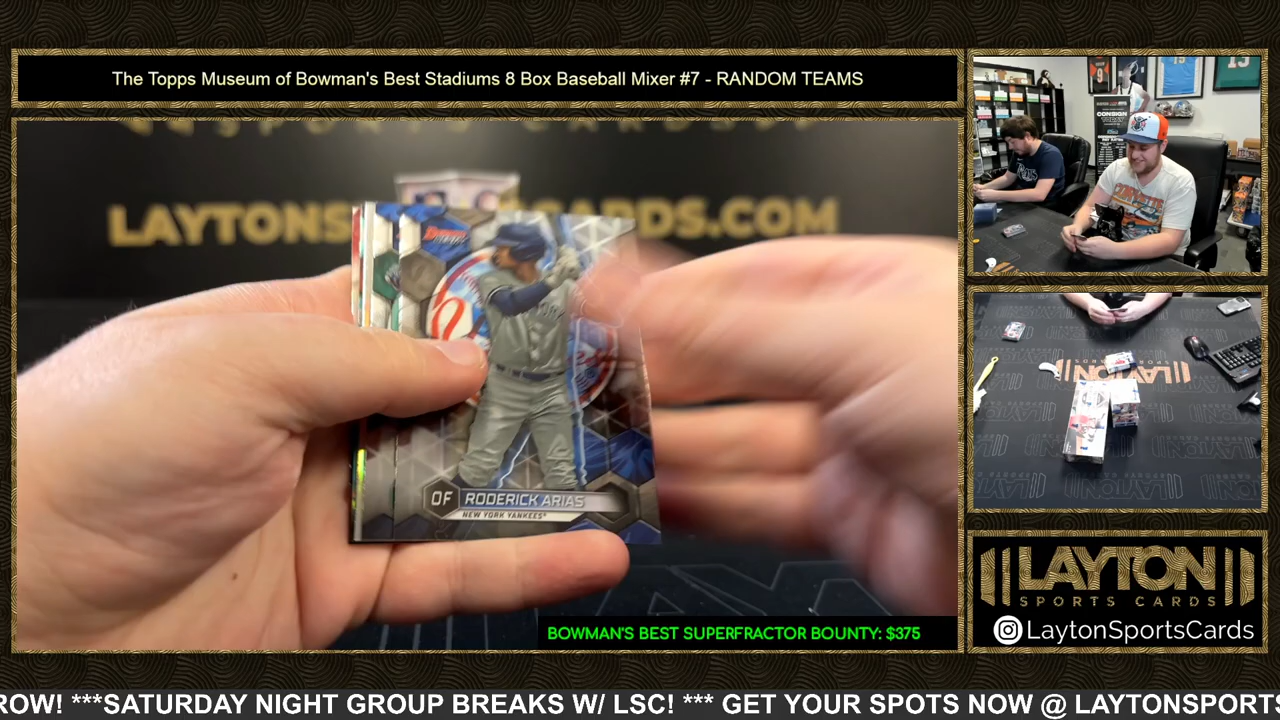 The Topps Museum of Bowman's Best Stadiums 8 Box Baseball Mixer #7 - RANDOM TEAMS
LAYTONS CARDS.COM
OF RODERICK ARIAS
NEW YORK YANKEES
BOWMAN'S BEST SUPERFRACTOR BOUNTY: $375
CONSIGN
LAYTON
SPORTS CARDS
LaytonSportsCards
ROW! ***SATURDAY NIGHT GROUP BREAKS W/ LSC! *** GET YOUR SPOTS NOW @ LAYTONSPORTS